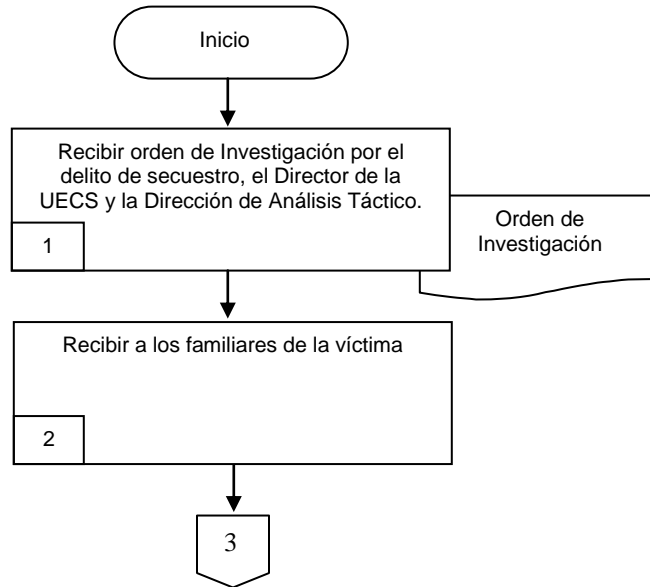 Inicio
Recibir orden de Investigación por el
delito de secuestro, el Director de la
UECS y la Dirección de Análisis Táctico.
1
Orden de
Investigación
Recibir a los familiares de la víctima
2
3